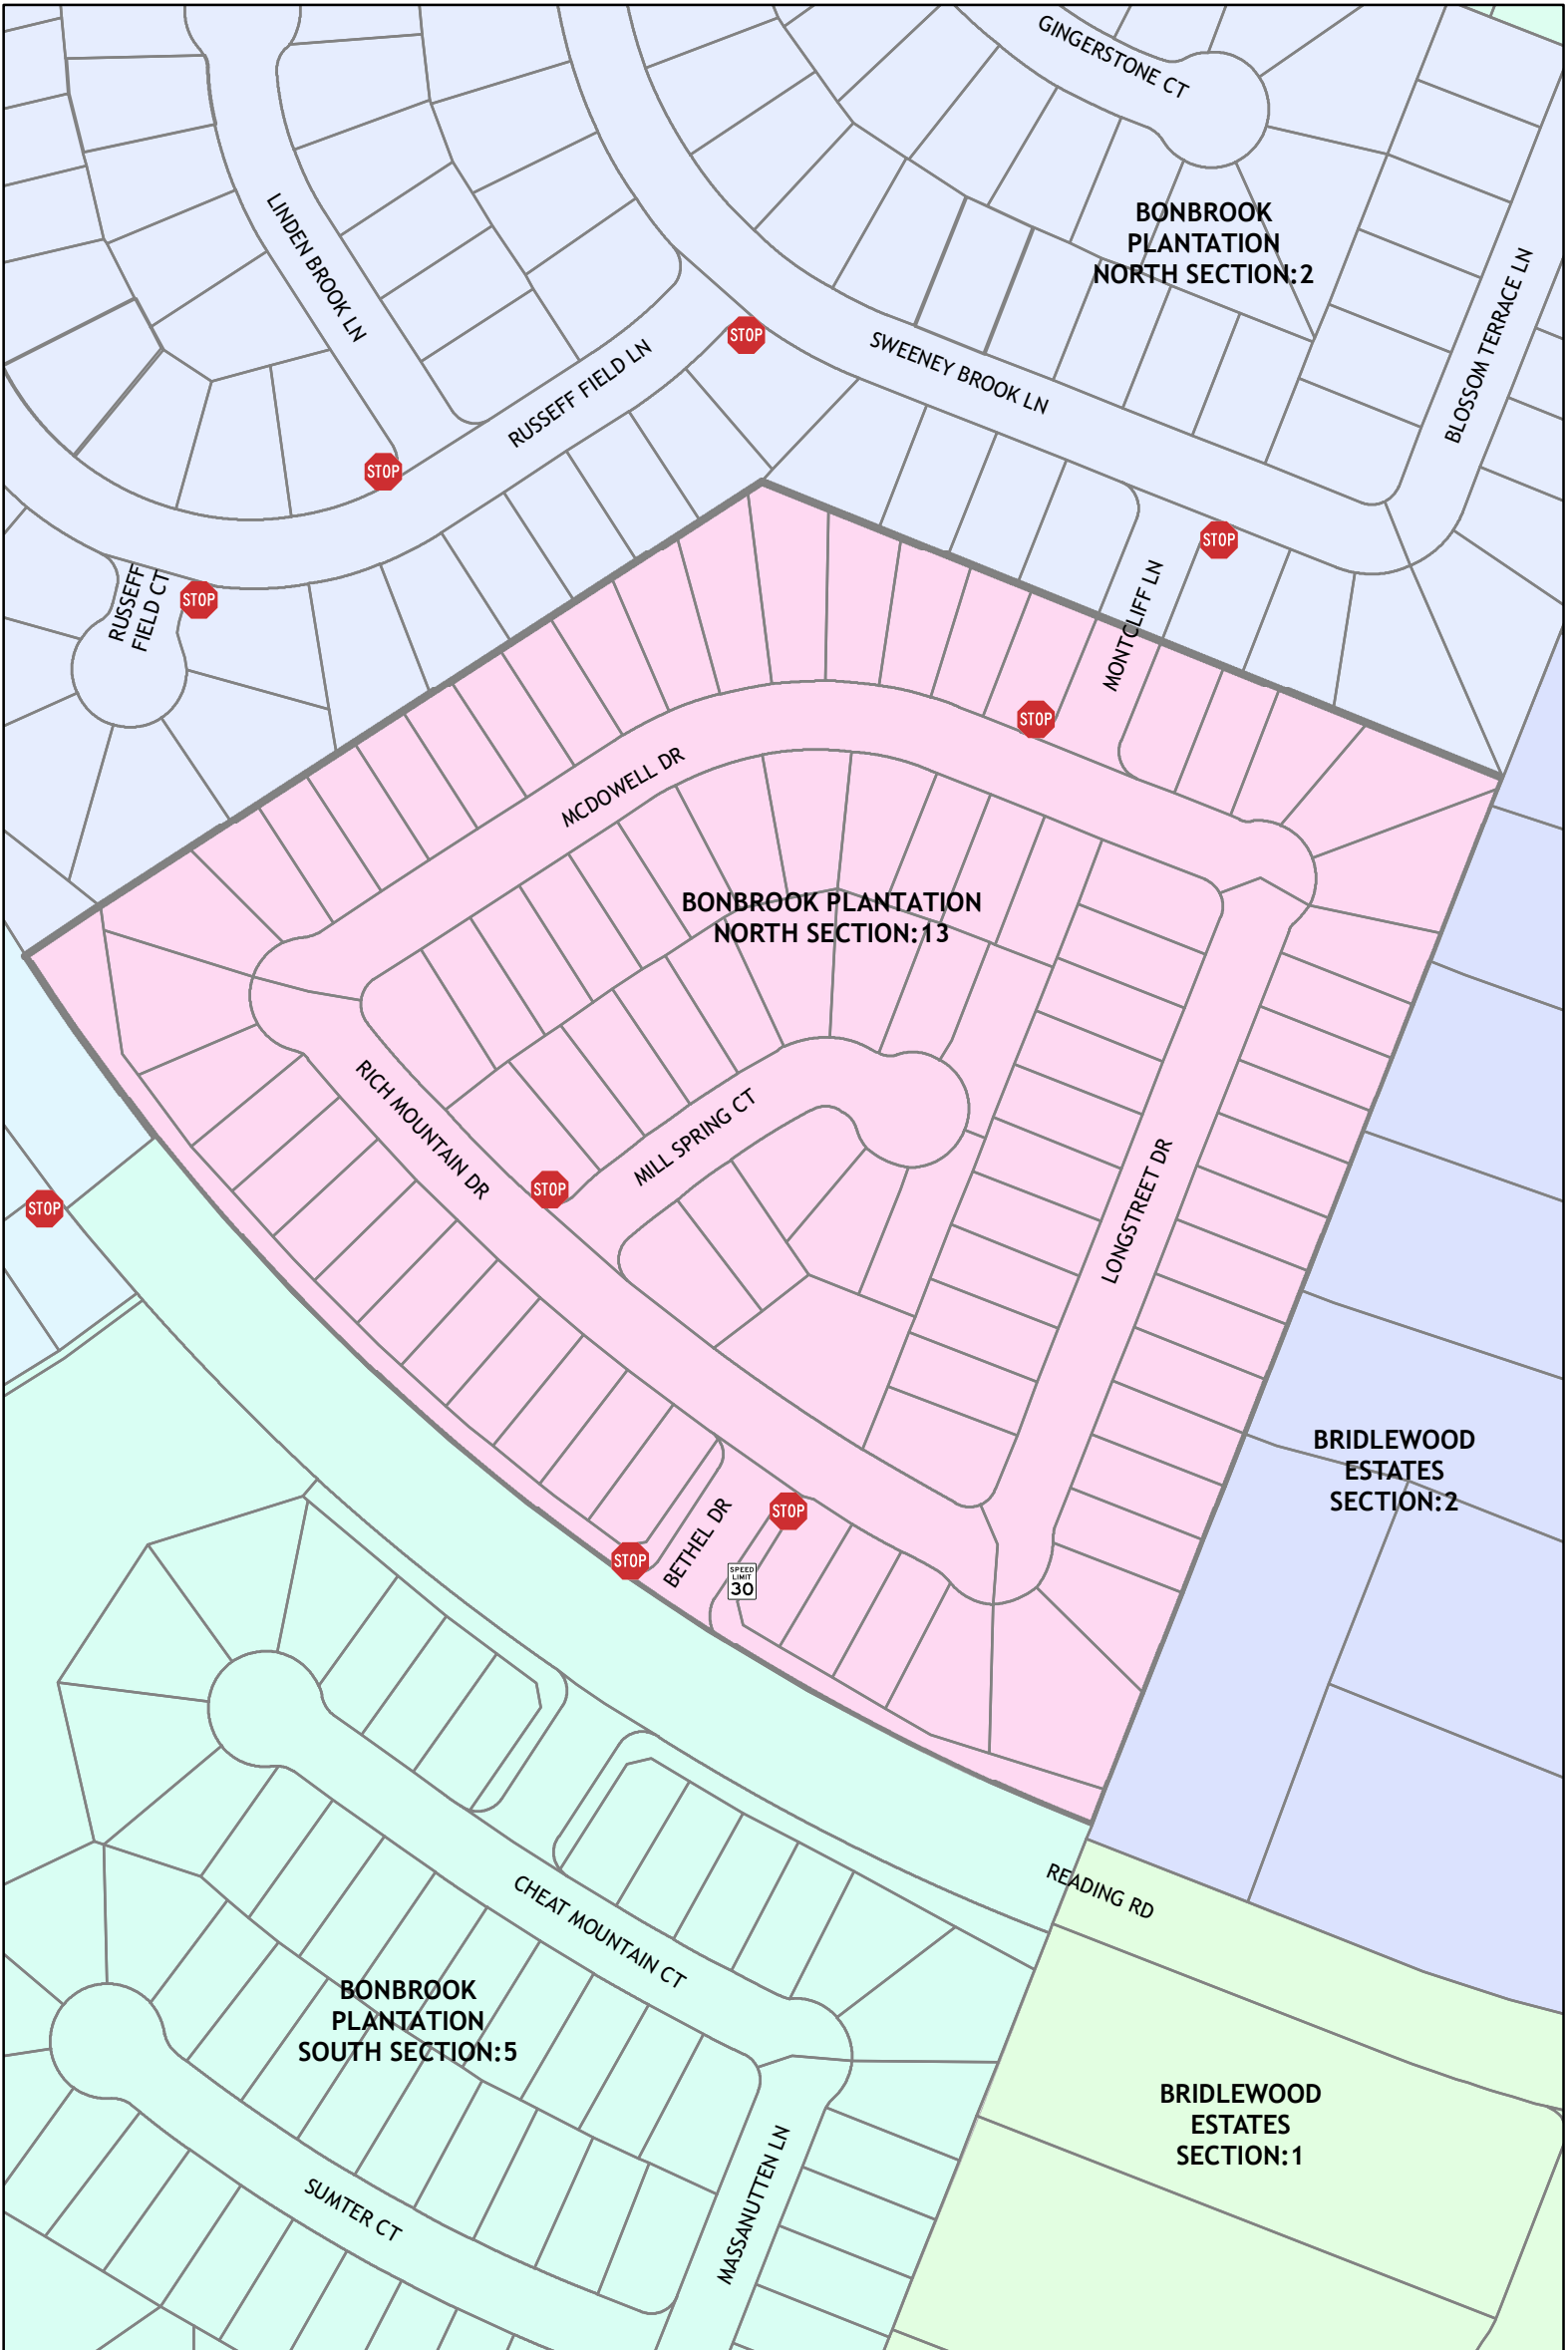 GINGERSTONE CT
BONBROOK
PLANTATION
NORTH SECTION:2
LINDEN BROOK LN
BLOSSOM TERRACE LN
STOP
SWEENEY BROOK LN
RUSSEFF FIELD LN
STOP
STOP
RUSSEFF
FIELD CT
STOP
MONTCLIFF LN
STOP
MCDOWELL DR
BONBROOK PLANTATION
NORTH SECTION:13
RICH MOUNTAIN DR
MILL SPRING CT
STOP
STOP
LONGSTREET DR
BRIDLEWOOD
ESTATES
SECTION:2
STOP
BETHEL DR
STOP
SPEED
LIMIT
30
READING RD
CHEAT MOUNTAIN CT
BONBROOK
PLANTATION
SOUTH SECTION:5
BRIDLEWOOD
ESTATES
SECTION:1
SUMTER CT
MASSANUTTEN LN